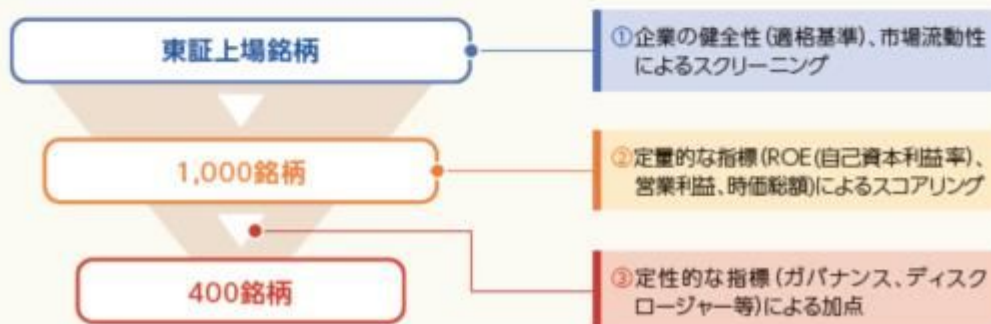 東証上場銘柄
①企業の健全性(適格基準)、市場流動性
によるスクリーニング
1,000銘柄
②定量的な指標(ROE(自己資本利益率)、
営業利益、時価総額)によるスコアリング
400銘柄
③定性的な指標(ガバナンス、ディスク
ロージャー等)による加点